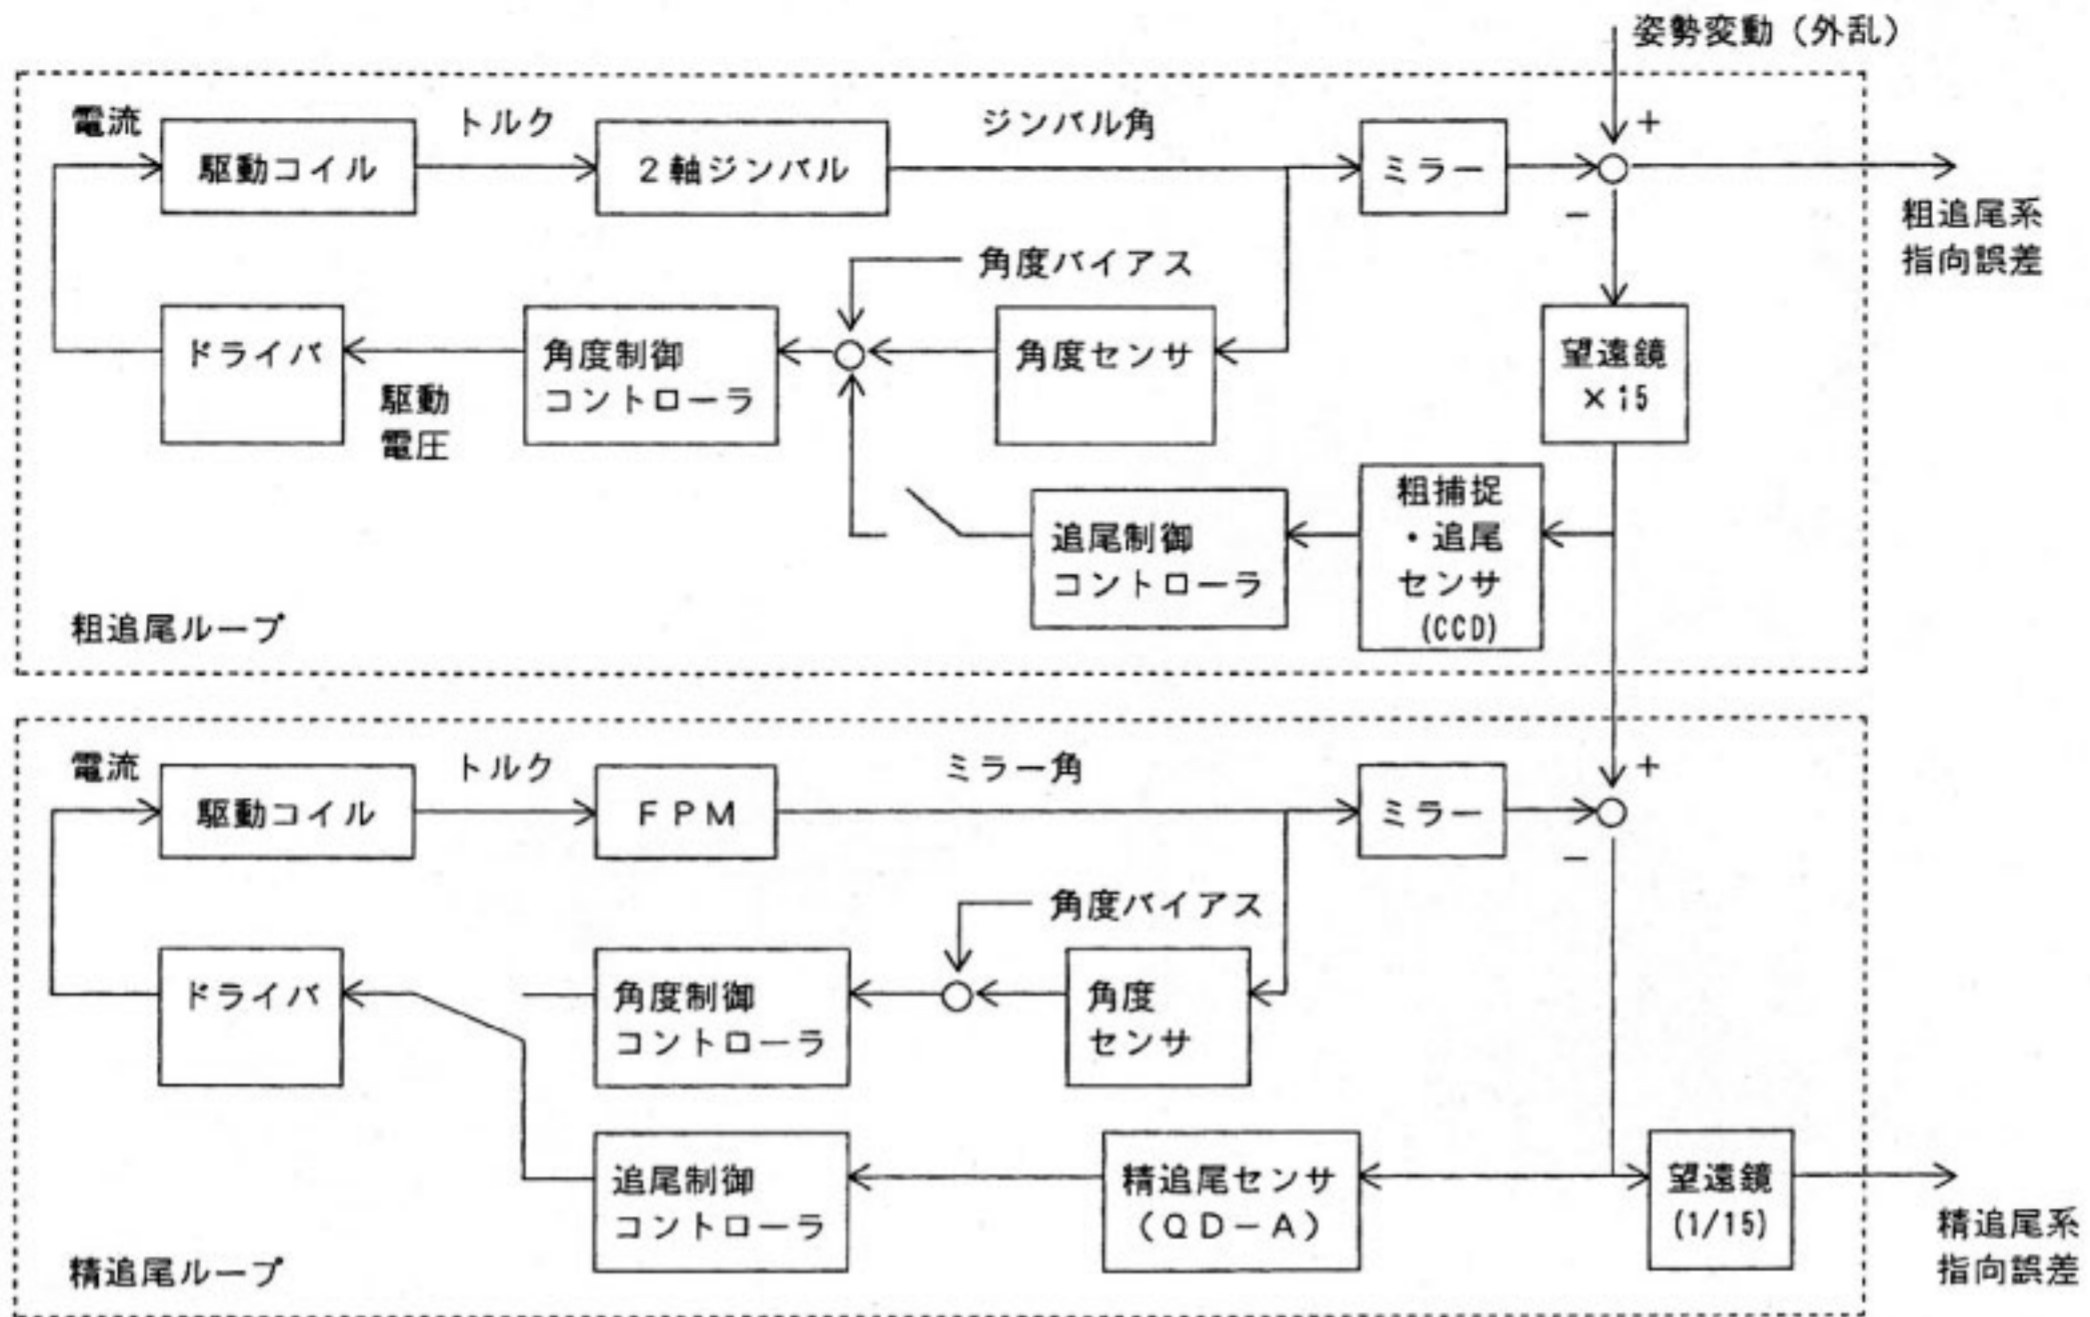 姿勢変動（外乱）
電流
トルク
ジンバル角
＋
駆動コイル
２軸ジンバル
ミラー
－
粗追尾系
指向誤差
角度バイアス
ドライバ
角度制御
コントローラ
角度センサ
望遠鏡
×15
駆動
電圧
粗捕捉
・追尾
センサ
(CCD)
追尾制御
コントローラ
粗追尾ループ
電流
トルク
ミラー角
＋
駆動コイル
ＦＰＭ
ミラー
－
角度バイアス
ドライバ
角度制御
コントローラ
角度
センサ
追尾制御
コントローラ
精追尾センサ
（ＱＤ－Ａ）
望遠鏡
(1/15)
精追尾系
指向誤差
精追尾ループ